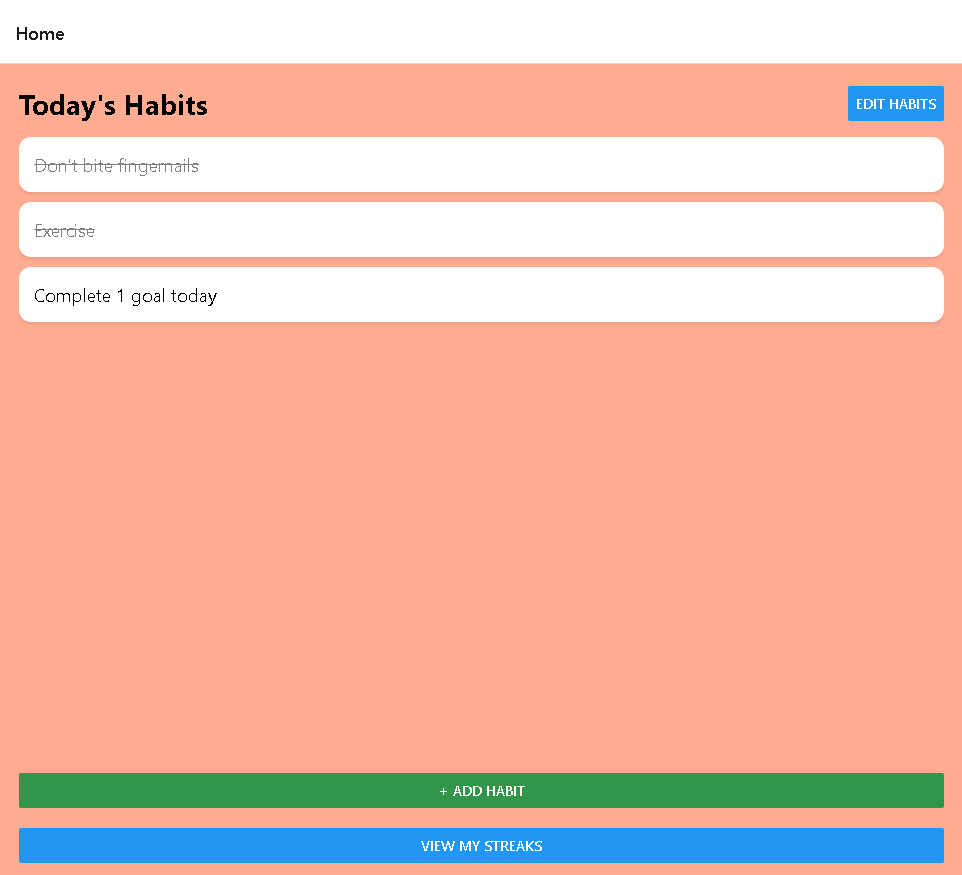 Home
Today's Habits
EDIT HABITS
Don't bite fingernails
Exercise
Complete 1 goal today
+ ADD HABIT
VIEW MY STREAKS